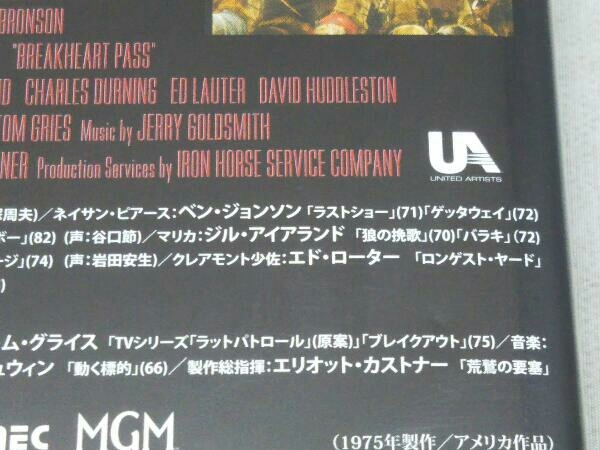 BRONSON
"BREAKHEART PASS"
CHARLES DURNING ED LAUTER DAVID HUDDLESTON
TOM GRIES Music by JERRY GOLDSMITH
NER Production Services by IRON HORSE SERVICE COMPANY
UA
UNITED ARTISTS
周夫)/ネイサン・ピアース:ベン・ジョンソン 「ラストショー」(71)「ゲッタウェイ」(72)
ボー」(82) (声:谷口節)/マリカ:ジル・アイアランド 「狼の挽歌」(70)「バラキ」(72)
ージ」(74) (声:岩田安生)/クレアモント少佐:エド・ローター 「ロンゲスト・ヤード」
)
ム・グライス 「TVシリーズ「ラットパトロール」(原案)」「ブレイクアウト」(75)/音楽:
ュウィン 「動く標的」(66)/製作総指揮:エリオット・カストナー 「荒鷲の要塞」
MGM
(1975年製作/アメリカ作品)